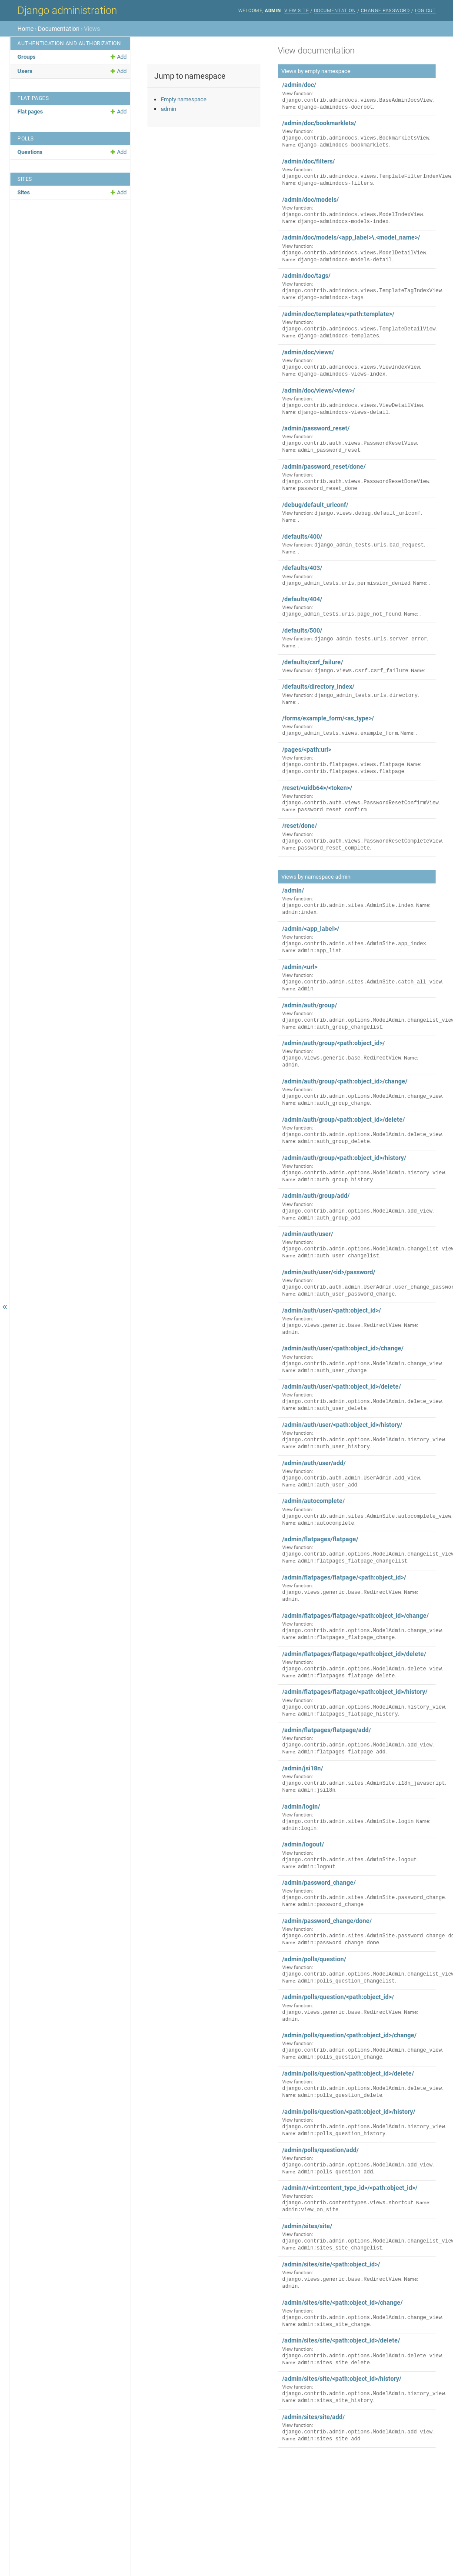 Django administration
WELCOME, ADMIN. VIEW SITE / DOCUMENTATION / CHANGE PASSWORD / LOG OUT
Home › Documentation › Views
AUTHENTICATION AND AUTHORIZATION
Groups + Add
Users + Add
FLAT PAGES
Flat pages + Add
POLLS
Questions + Add
SITES
Sites + Add
«
View documentation
Jump to namespace
Empty namespace
admin
Views by empty namespace
/admin/doc/
View function:
django.contrib.admindocs.views.BaseAdminDocsView.
Name: django-admindocs-docroot.
/admin/doc/bookmarklets/
View function:
django.contrib.admindocs.views.BookmarkletsView.
Name: django-admindocs-bookmarklets.
/admin/doc/filters/
View function:
django.contrib.admindocs.views.TemplateFilterIndexView.
Name: django-admindocs-filters.
/admin/doc/models/
View function:
django.contrib.admindocs.views.ModelIndexView.
Name: django-admindocs-models-index.
/admin/doc/models/<app_label>\.<model_name>/
View function:
django.contrib.admindocs.views.ModelDetailView.
Name: django-admindocs-models-detail.
/admin/doc/tags/
View function:
django.contrib.admindocs.views.TemplateTagIndexView.
Name: django-admindocs-tags.
/admin/doc/templates/<path:template>/
View function:
django.contrib.admindocs.views.TemplateDetailView.
Name: django-admindocs-templates.
/admin/doc/views/
View function:
django.contrib.admindocs.views.ViewIndexView.
Name: django-admindocs-views-index.
/admin/doc/views/<view>/
View function:
django.contrib.admindocs.views.ViewDetailView.
Name: django-admindocs-views-detail.
/admin/password_reset/
View function:
django.contrib.auth.views.PasswordResetView.
Name: admin_password_reset.
/admin/password_reset/done/
View function:
django.contrib.auth.views.PasswordResetDoneView.
Name: password_reset_done.
/debug/default_urlconf/
View function: django.views.debug.default_urlconf.
Name: .
/defaults/400/
View function: django_admin_tests.urls.bad_request.
Name: .
/defaults/403/
View function:
django_admin_tests.urls.permission_denied. Name: .
/defaults/404/
View function:
django_admin_tests.urls.page_not_found. Name: .
/defaults/500/
View function: django_admin_tests.urls.server_error.
Name: .
/defaults/csrf_failure/
View function: django.views.csrf.csrf_failure. Name: .
/defaults/directory_index/
View function: django_admin_tests.urls.directory.
Name: .
/forms/example_form/<as_type>/
View function:
django_admin_tests.views.example_form. Name: .
/pages/<path:url>
View function:
django.contrib.flatpages.views.flatpage. Name:
django.contrib.flatpages.views.flatpage.
/reset/<uidb64>/<token>/
View function:
django.contrib.auth.views.PasswordResetConfirmView.
Name: password_reset_confirm.
/reset/done/
View function:
django.contrib.auth.views.PasswordResetCompleteView.
Name: password_reset_complete.
Views by namespace admin
/admin/
View function:
django.contrib.admin.sites.AdminSite.index. Name:
admin:index.
/admin/<app_label>/
View function:
django.contrib.admin.sites.AdminSite.app_index.
Name: admin:app_list.
/admin/<url>
View function:
django.contrib.admin.sites.AdminSite.catch_all_view.
Name: admin.
/admin/auth/group/
View function:
django.contrib.admin.options.ModelAdmin.changelist_view
Name: admin:auth_group_changelist.
/admin/auth/group/<path:object_id>/
View function:
django.views.generic.base.RedirectView. Name:
admin.
/admin/auth/group/<path:object_id>/change/
View function:
django.contrib.admin.options.ModelAdmin.change_view.
Name: admin:auth_group_change.
/admin/auth/group/<path:object_id>/delete/
View function:
django.contrib.admin.options.ModelAdmin.delete_view.
Name: admin:auth_group_delete.
/admin/auth/group/<path:object_id>/history/
View function:
django.contrib.admin.options.ModelAdmin.history_view.
Name: admin:auth_group_history.
/admin/auth/group/add/
View function:
django.contrib.admin.options.ModelAdmin.add_view.
Name: admin:auth_group_add.
/admin/auth/user/
View function:
django.contrib.admin.options.ModelAdmin.changelist_view
Name: admin:auth_user_changelist.
/admin/auth/user/<id>/password/
View function:
django.contrib.auth.admin.UserAdmin.user_change_passwor
Name: admin:auth_user_password_change.
/admin/auth/user/<path:object_id>/
View function:
django.views.generic.base.RedirectView. Name:
admin.
/admin/auth/user/<path:object_id>/change/
View function:
django.contrib.admin.options.ModelAdmin.change_view.
Name: admin:auth_user_change.
/admin/auth/user/<path:object_id>/delete/
View function:
django.contrib.admin.options.ModelAdmin.delete_view.
Name: admin:auth_user_delete.
/admin/auth/user/<path:object_id>/history/
View function:
django.contrib.admin.options.ModelAdmin.history_view.
Name: admin:auth_user_history.
/admin/auth/user/add/
View function:
django.contrib.auth.admin.UserAdmin.add_view.
Name: admin:auth_user_add.
/admin/autocomplete/
View function:
django.contrib.admin.sites.AdminSite.autocomplete_view.
Name: admin:autocomplete.
/admin/flatpages/flatpage/
View function:
django.contrib.admin.options.ModelAdmin.changelist_view
Name: admin:flatpages_flatpage_changelist.
/admin/flatpages/flatpage/<path:object_id>/
View function:
django.views.generic.base.RedirectView. Name:
admin.
/admin/flatpages/flatpage/<path:object_id>/change/
View function:
django.contrib.admin.options.ModelAdmin.change_view.
Name: admin:flatpages_flatpage_change.
/admin/flatpages/flatpage/<path:object_id>/delete/
View function:
django.contrib.admin.options.ModelAdmin.delete_view.
Name: admin:flatpages_flatpage_delete.
/admin/flatpages/flatpage/<path:object_id>/history/
View function:
django.contrib.admin.options.ModelAdmin.history_view.
Name: admin:flatpages_flatpage_history.
/admin/flatpages/flatpage/add/
View function:
django.contrib.admin.options.ModelAdmin.add_view.
Name: admin:flatpages_flatpage_add.
/admin/jsi18n/
View function:
django.contrib.admin.sites.AdminSite.i18n_javascript.
Name: admin:jsi18n.
/admin/login/
View function:
django.contrib.admin.sites.AdminSite.login. Name:
admin:login.
/admin/logout/
View function:
django.contrib.admin.sites.AdminSite.logout.
Name: admin:logout.
/admin/password_change/
View function:
django.contrib.admin.sites.AdminSite.password_change.
Name: admin:password_change.
/admin/password_change/done/
View function:
django.contrib.admin.sites.AdminSite.password_change_do
Name: admin:password_change_done.
/admin/polls/question/
View function:
django.contrib.admin.options.ModelAdmin.changelist_view
Name: admin:polls_question_changelist.
/admin/polls/question/<path:object_id>/
View function:
django.views.generic.base.RedirectView. Name:
admin.
/admin/polls/question/<path:object_id>/change/
View function:
django.contrib.admin.options.ModelAdmin.change_view.
Name: admin:polls_question_change.
/admin/polls/question/<path:object_id>/delete/
View function:
django.contrib.admin.options.ModelAdmin.delete_view.
Name: admin:polls_question_delete.
/admin/polls/question/<path:object_id>/history/
View function:
django.contrib.admin.options.ModelAdmin.history_view.
Name: admin:polls_question_history.
/admin/polls/question/add/
View function:
django.contrib.admin.options.ModelAdmin.add_view.
Name: admin:polls_question_add.
/admin/r/<int:content_type_id>/<path:object_id>/
View function:
django.contrib.contenttypes.views.shortcut. Name:
admin:view_on_site.
/admin/sites/site/
View function:
django.contrib.admin.options.ModelAdmin.changelist_view
Name: admin:sites_site_changelist.
/admin/sites/site/<path:object_id>/
View function:
django.views.generic.base.RedirectView. Name:
admin.
/admin/sites/site/<path:object_id>/change/
View function:
django.contrib.admin.options.ModelAdmin.change_view.
Name: admin:sites_site_change.
/admin/sites/site/<path:object_id>/delete/
View function:
django.contrib.admin.options.ModelAdmin.delete_view.
Name: admin:sites_site_delete.
/admin/sites/site/<path:object_id>/history/
View function:
django.contrib.admin.options.ModelAdmin.history_view.
Name: admin:sites_site_history.
/admin/sites/site/add/
View function:
django.contrib.admin.options.ModelAdmin.add_view.
Name: admin:sites_site_add.